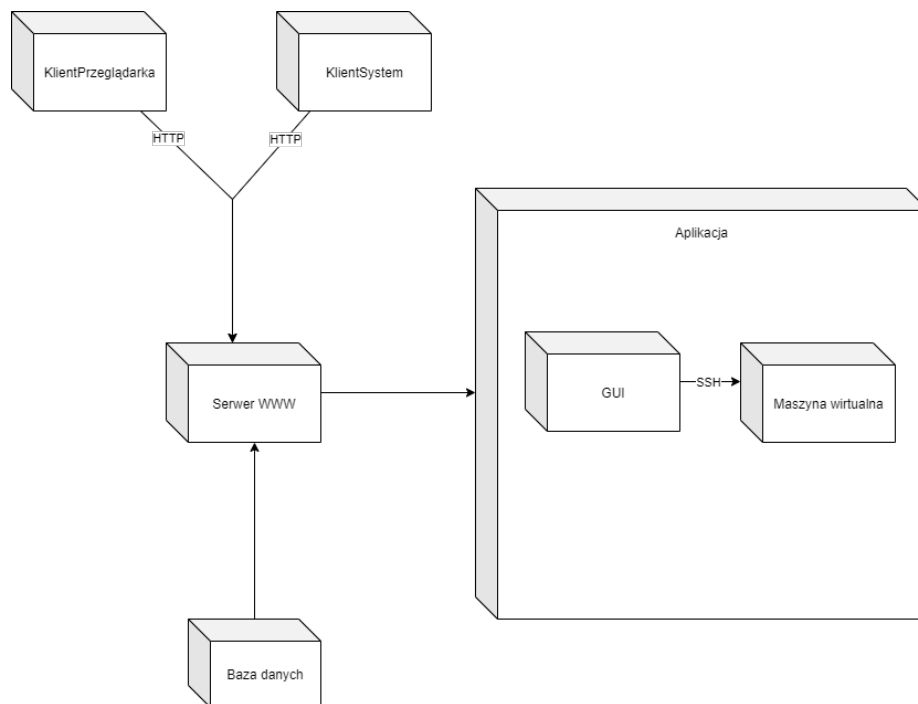 KlientPrzeglądarka
KlientSystem
HTTP
HTTP
Aplikacja
Serwer WWW
GUI
SSH
Maszyna wirtualna
Baza danych